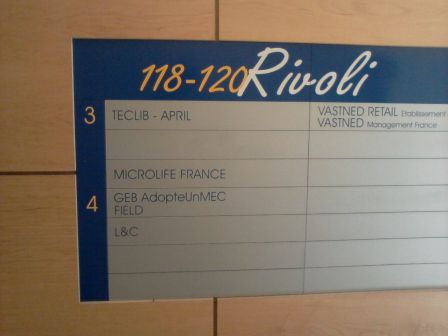 118-120 Rivoli
3 TECLIB - APRIL
VASTNED RETAIL Etablissement
VASTNED Management France
MICROLIFE FRANCE
4 GEB AdopteUnMEC
FIELD
L&C